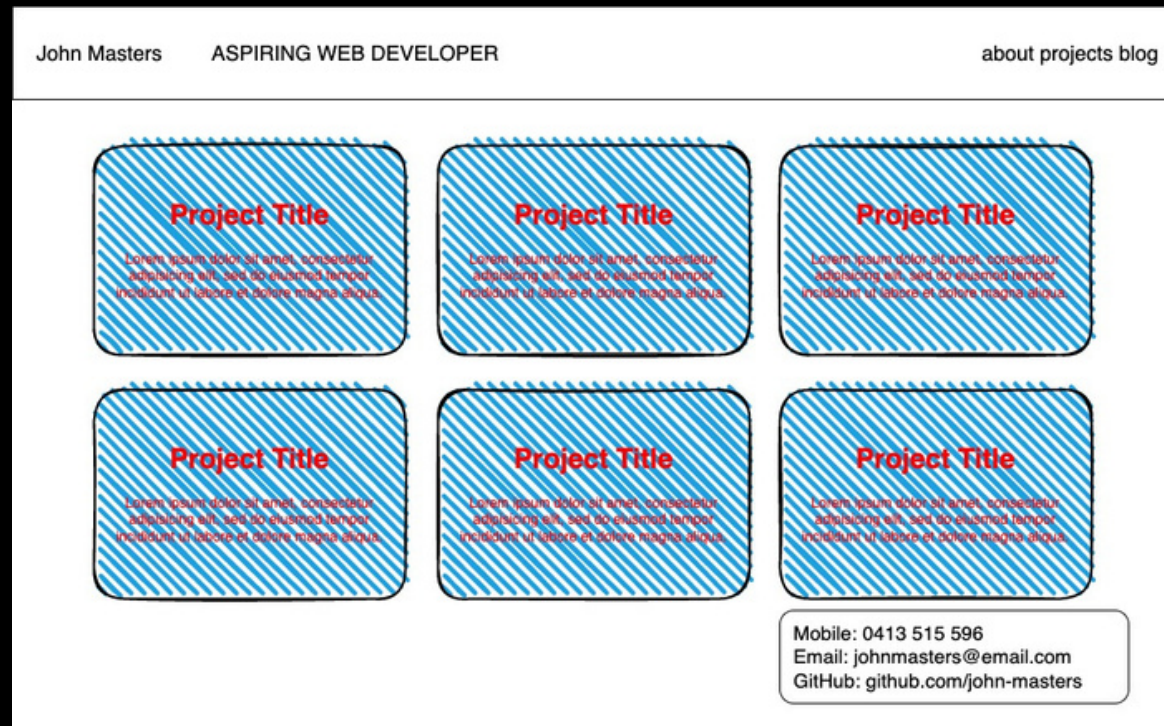 John Masters ASPIRING WEB DEVELOPER about projects blog
Project Title Project Title Project Title
Lorem ipsum dolor sit amet, consectetur Lorem ipsum dolor sit amet, consectetur Lorem ipsum dolor sit amet, consectetur
adipisicing elit, sed do eiusmod tempor adipisicing elit, sed do eiusmod tempor adipisicing elit, sed do eiusmod tempor
incididunt ut labore et dolore magna aliqua. incididunt ut labore et dolore magna aliqua. incididunt ut labore et dolore magna aliqua.
Project Title Project Title Project Title
Lorem ipsum dolor sit amet, consectetur Lorem ipsum dolor sit amet, consectetur Lorem ipsum dolor sit amet, consectetur
adipisicing elit, sed do eiusmod tempor adipisicing elit, sed do eiusmod tempor adipisicing elit, sed do eiusmod tempor
incididunt ut labore et dolore magna aliqua. incididunt ut labore et dolore magna aliqua. incididunt ut labore et dolore magna aliqua.
Mobile: 0413 515 596
Email: johnmasters@email.com
GitHub: github.com/john-masters